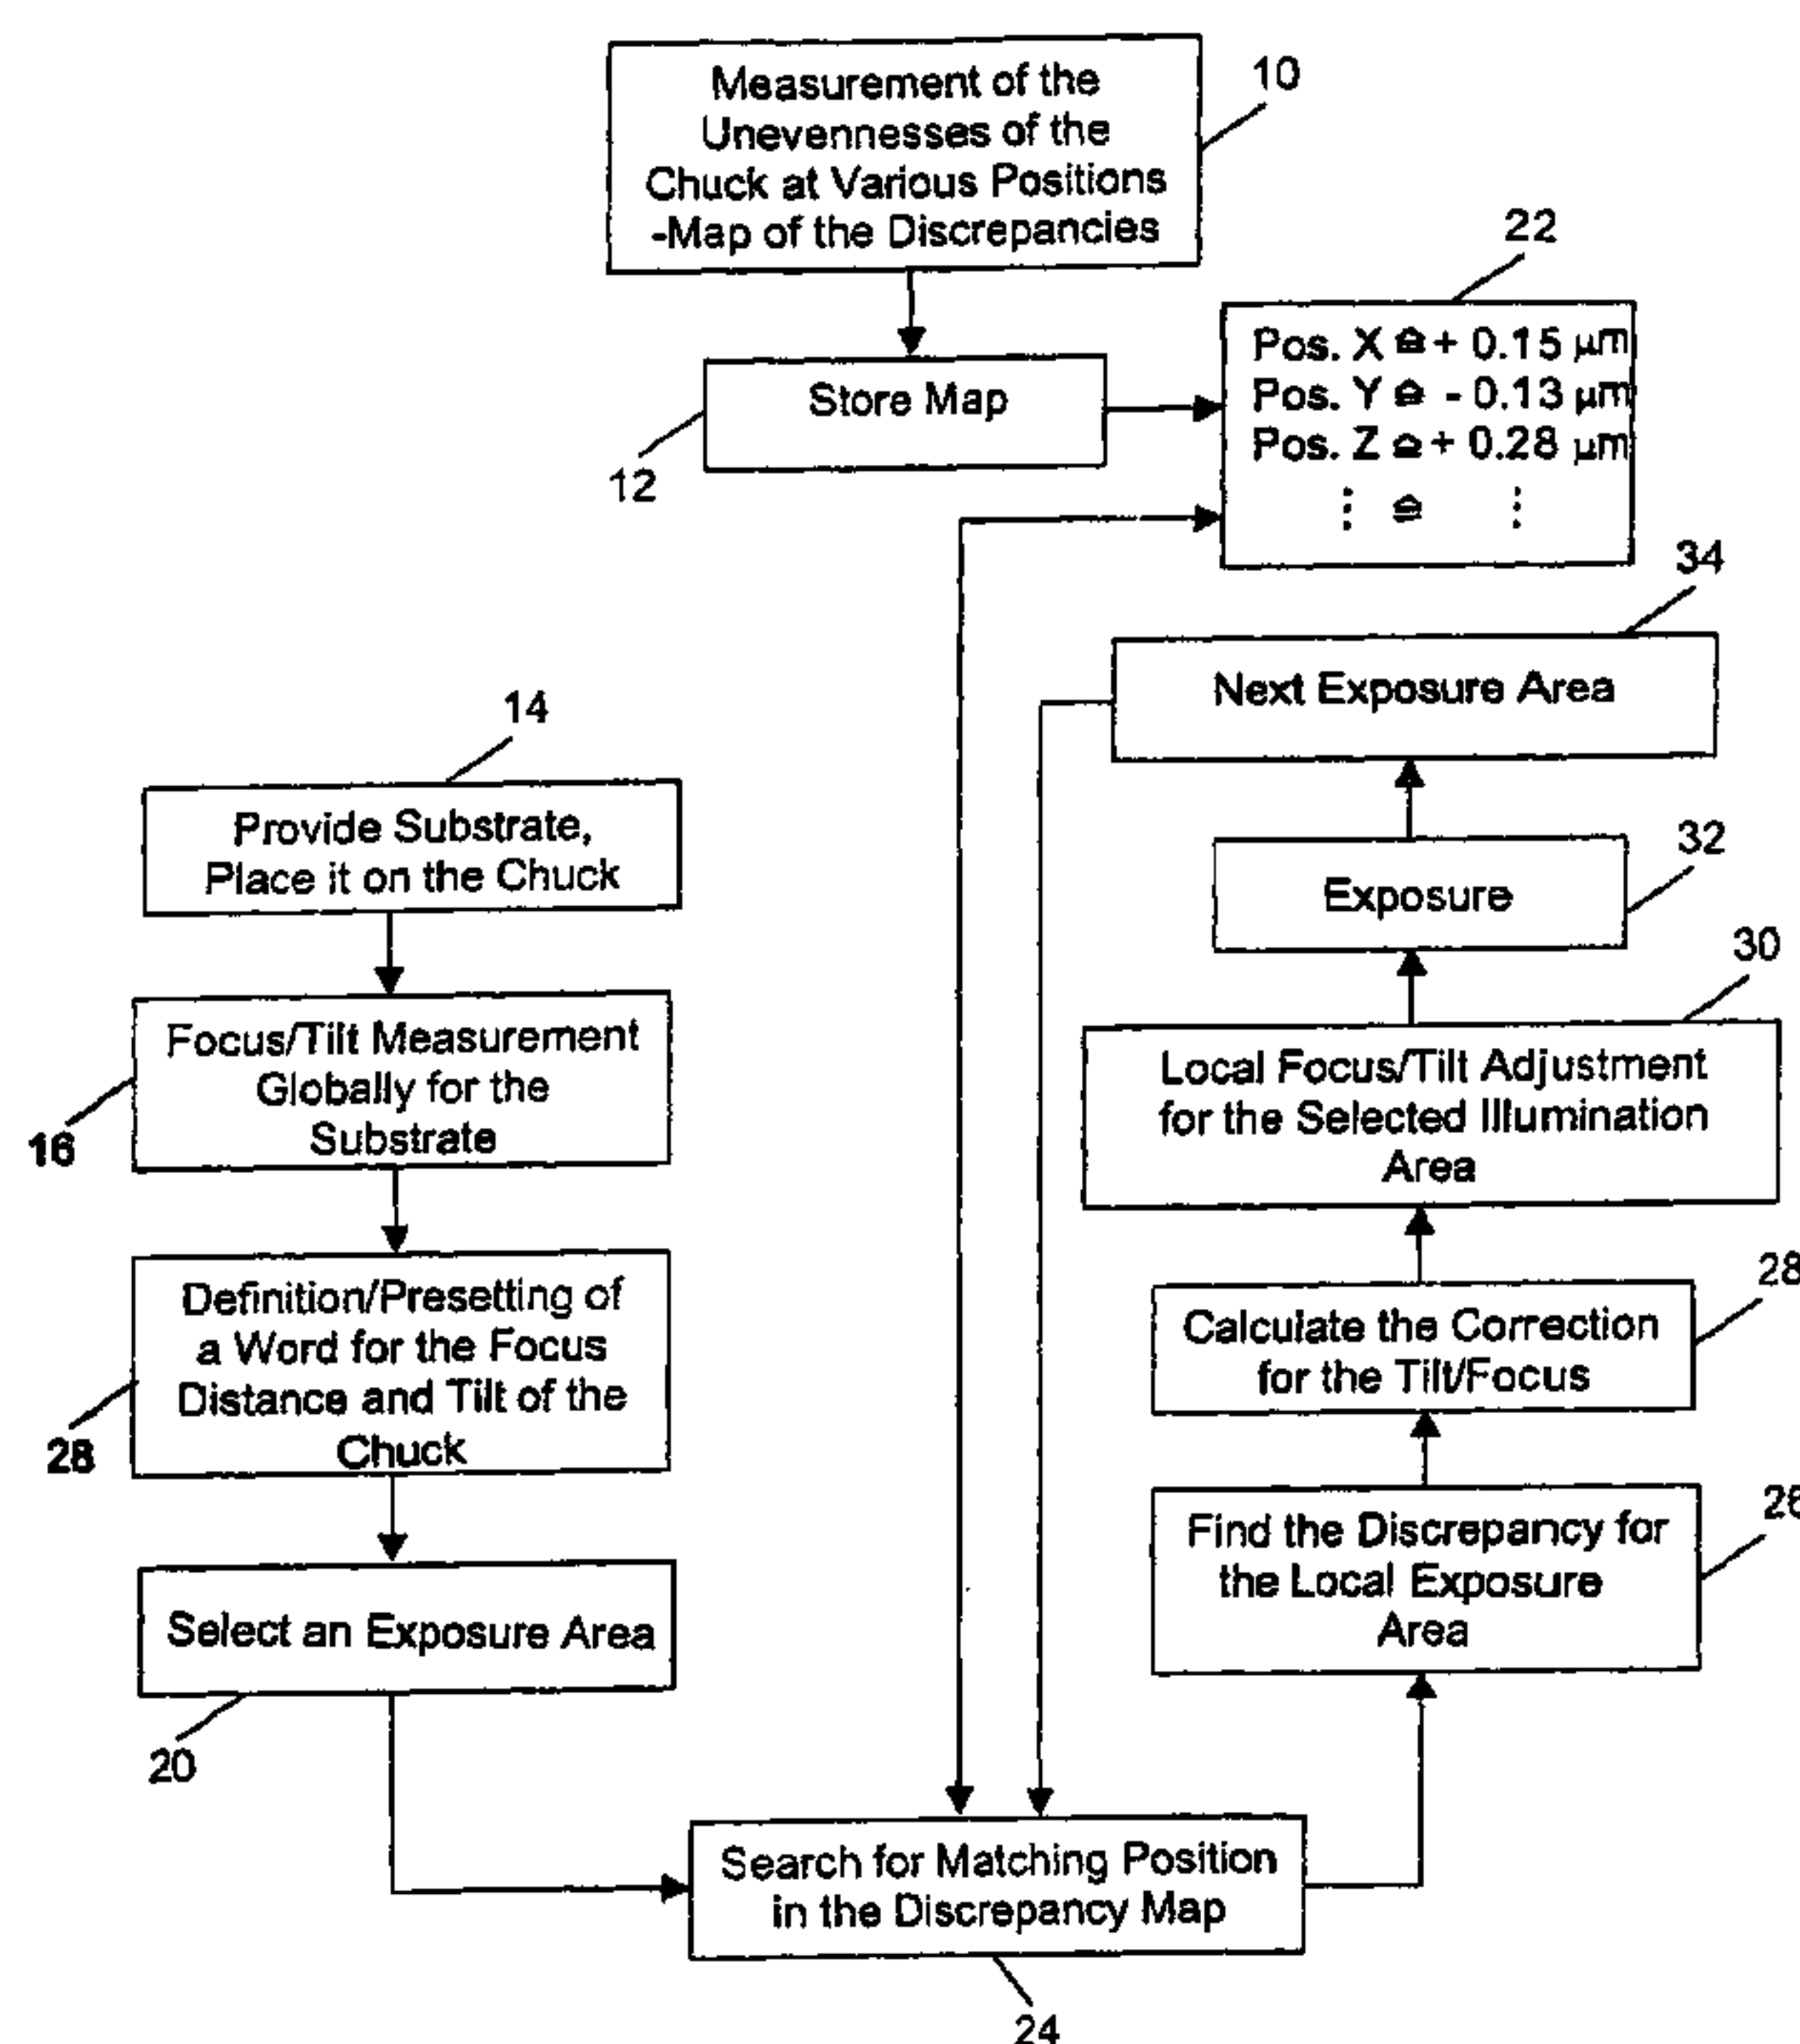 Measurement of the
Unevennesses of the
Chuck at Various Positions
-Map of the Discrepancies
10
Store Map
12
22
Pos. X ≙ + 0.15 μm
Pos. Y ≙ - 0.13 μm
Pos. Z ≙ + 0.28 μm
⋮ ≙ ⋮
34
Next Exposure Area
14
Provide Substrate,
Place it on the Chuck
32
Exposure
16
Focus/Tilt Measurement
Globally for the
Substrate
30
Local Focus/Tilt Adjustment
for the Selected Illumination
Area
28
Definition/Presetting of
a Word for the Focus
Distance and Tilt of the
Chuck
28
Calculate the Correction
for the Tilt/Focus
26
Find the Discrepancy for
the Local Exposure
Area
Select an Exposure Area
20
Search for Matching Position
in the Discrepancy Map
24